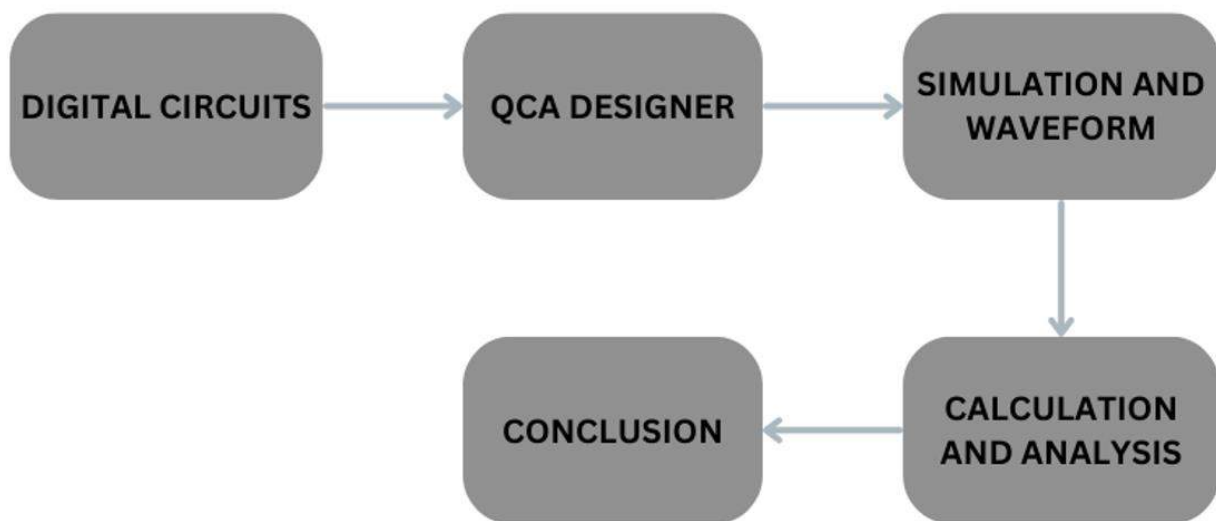 DIGITAL CIRCUITS
QCA DESIGNER
SIMULATION AND
WAVEFORM
CALCULATION
AND ANALYSIS
CONCLUSION